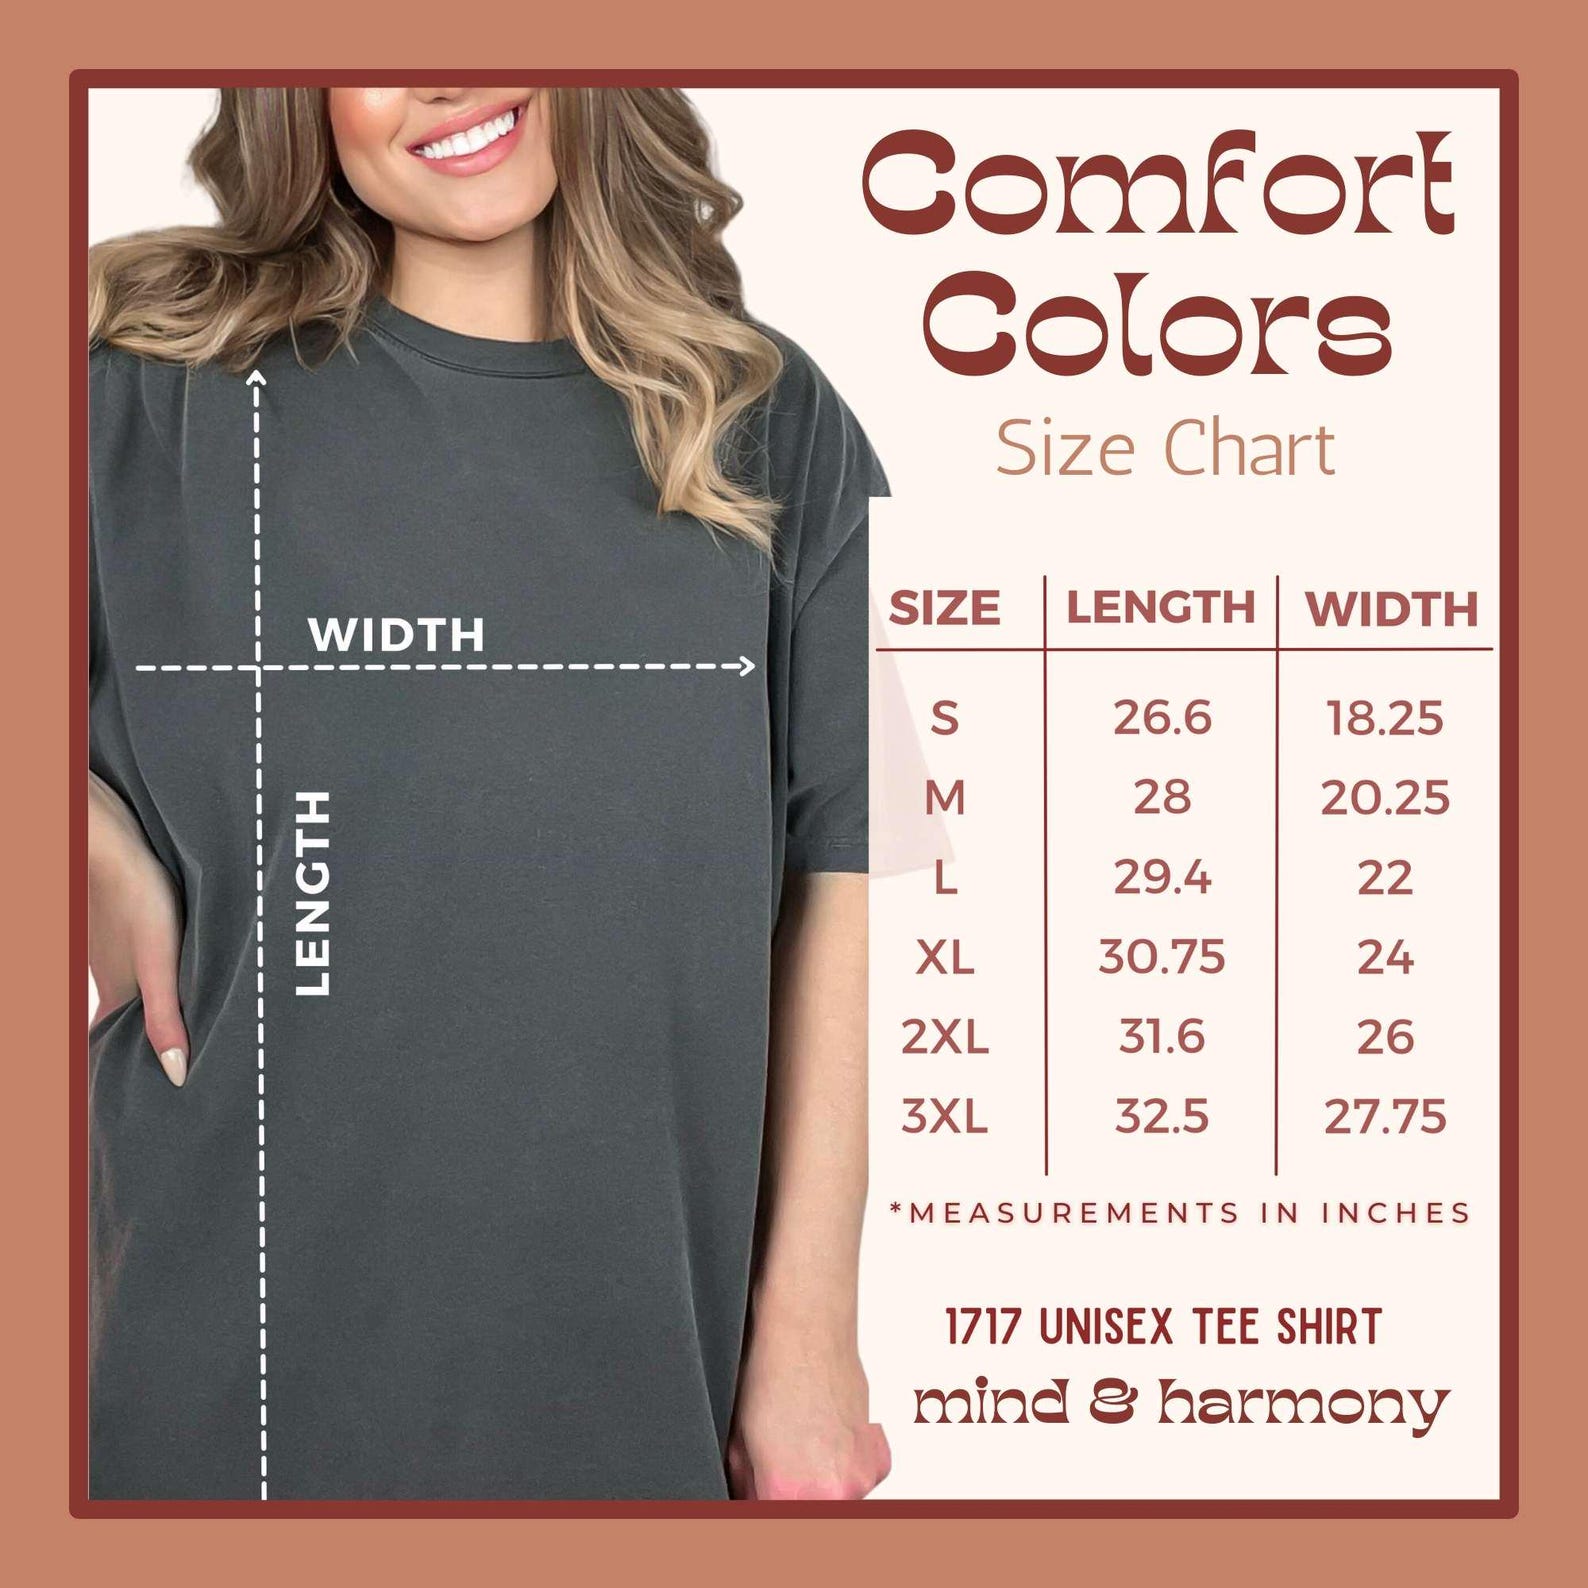 Comfort
Colors
Size Chart
WIDTH
LENGTH
SIZE LENGTH WIDTH
S 26.6 18.25
M 28 20.25
L 29.4 22
XL 30.75 24
2XL 31.6 26
3XL 32.5 27.75
*MEASUREMENTS IN INCHES
1717 UNISEX TEE SHIRT
mind & harmony